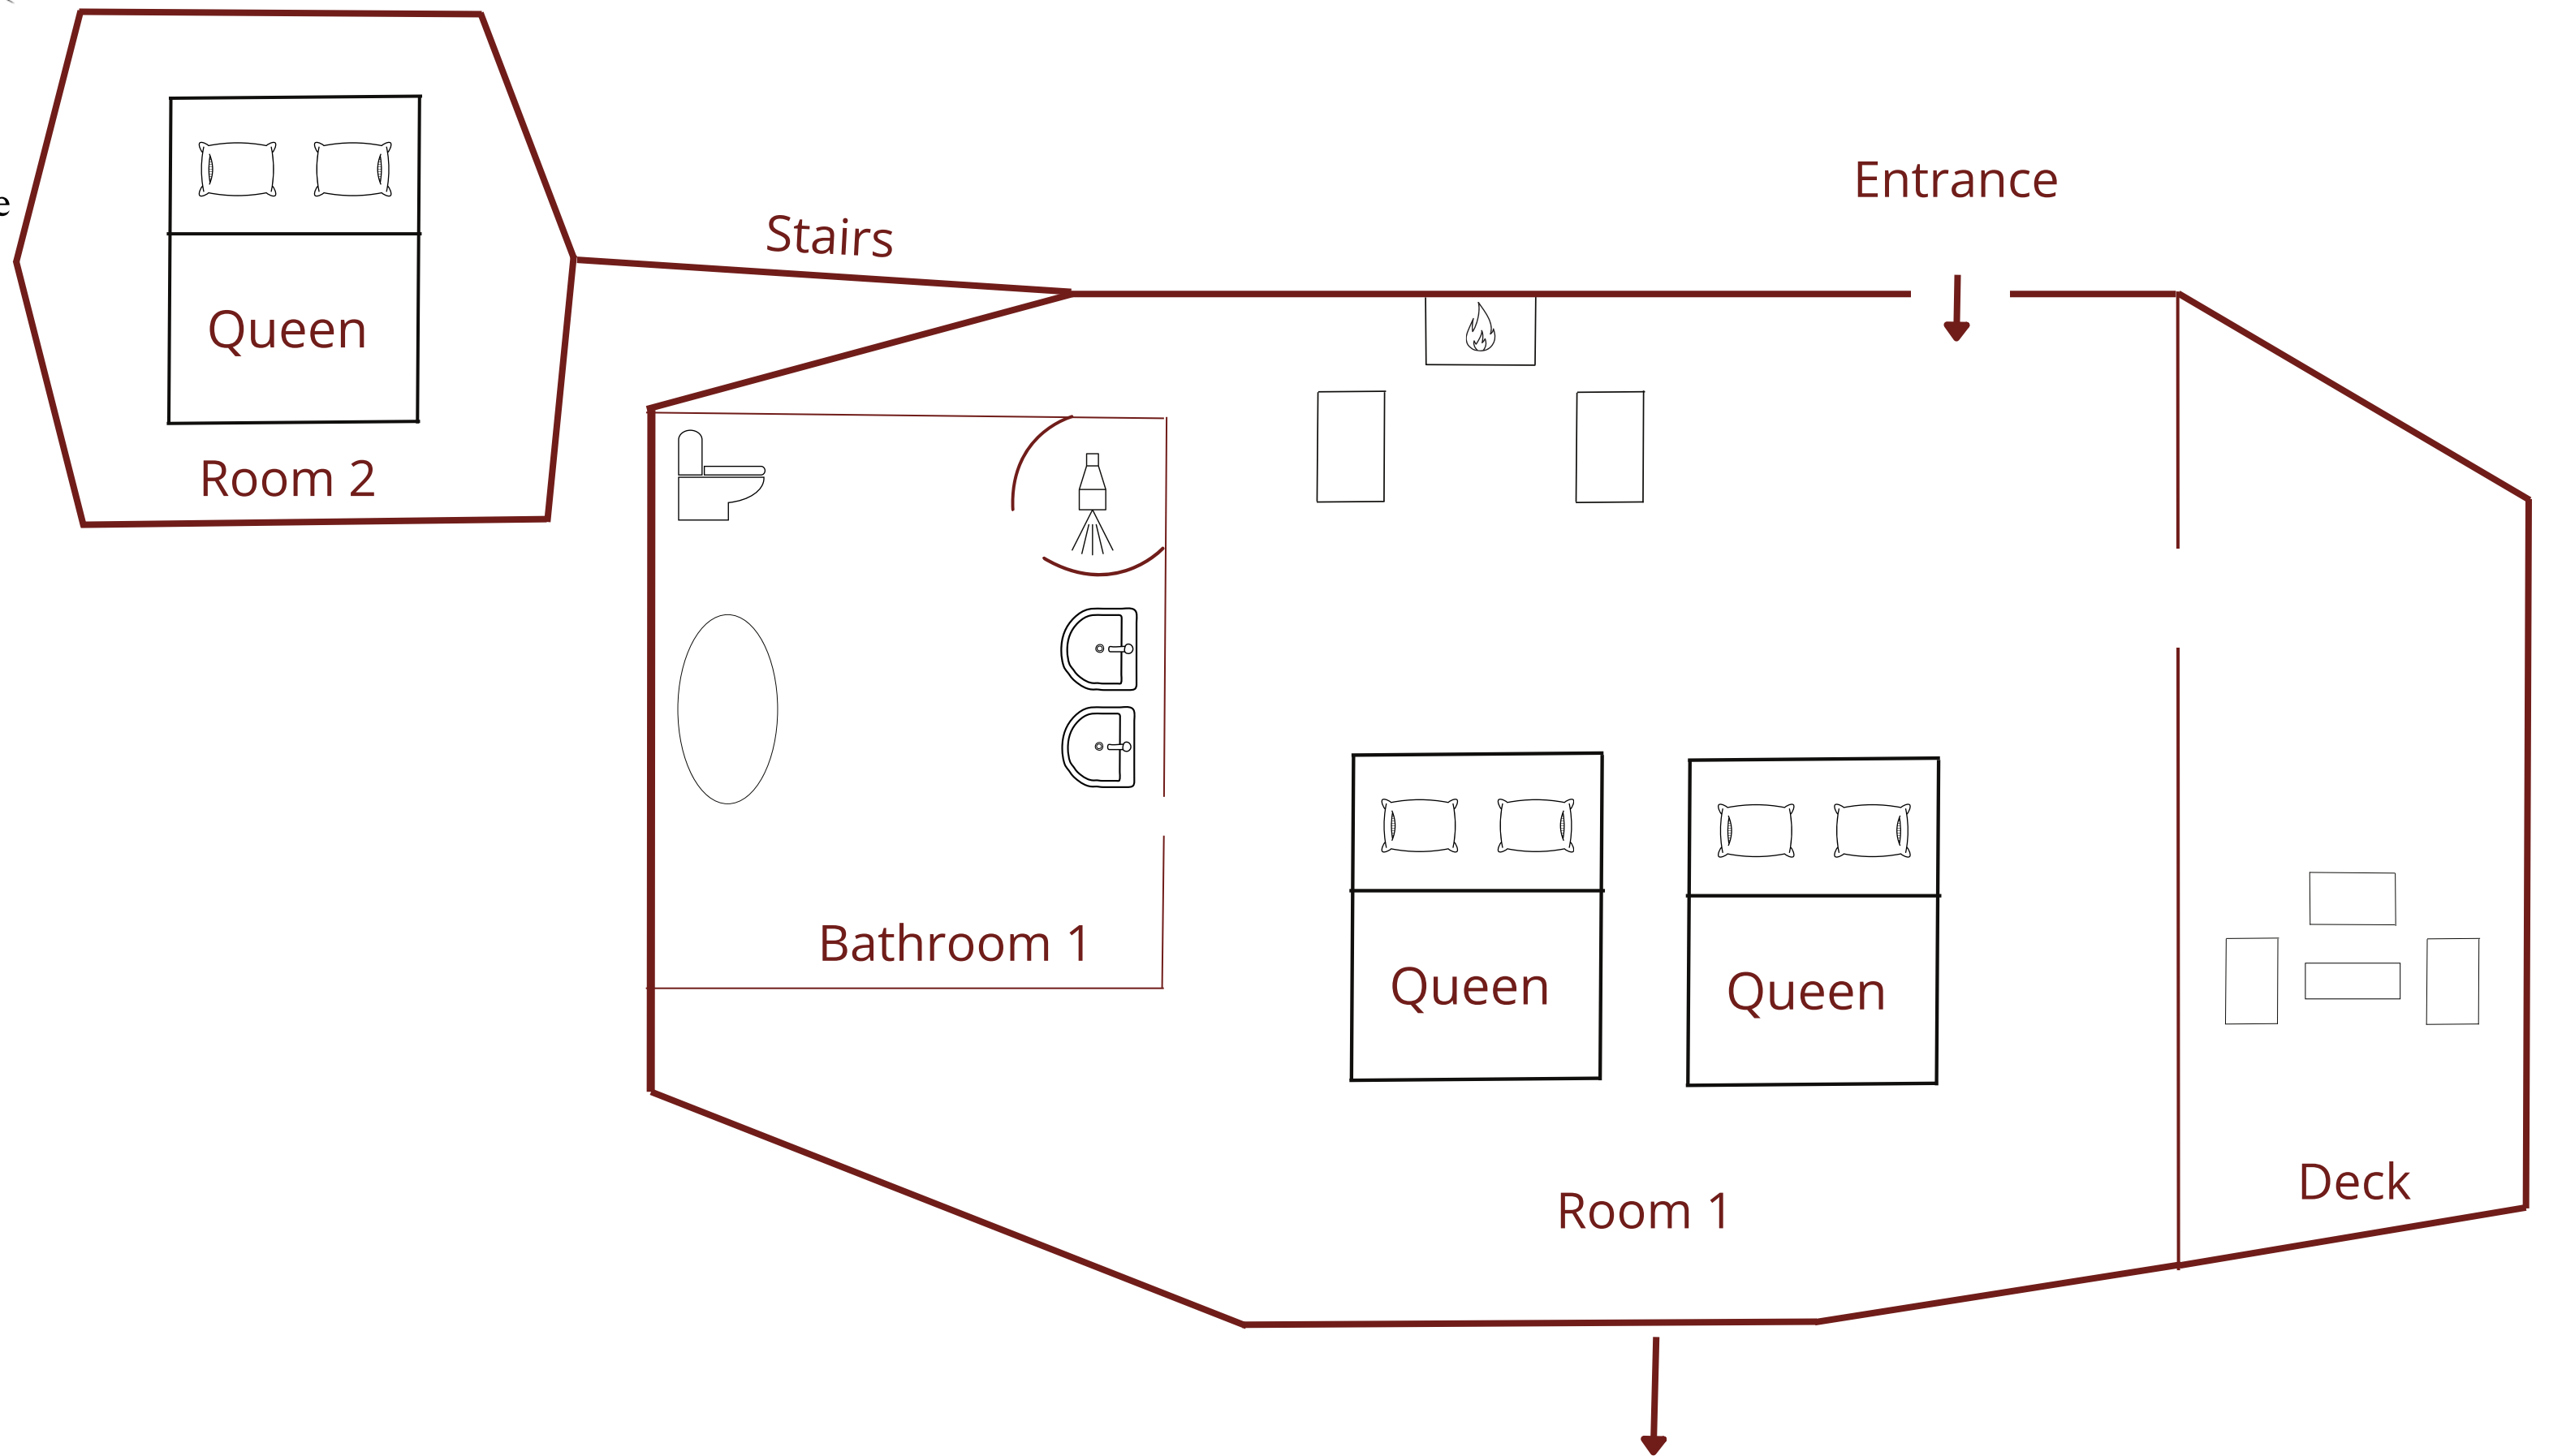 Entrance
e
Stairs
Queen
Room 2
Bathroom 1
Queen
Queen
Room 1
Deck